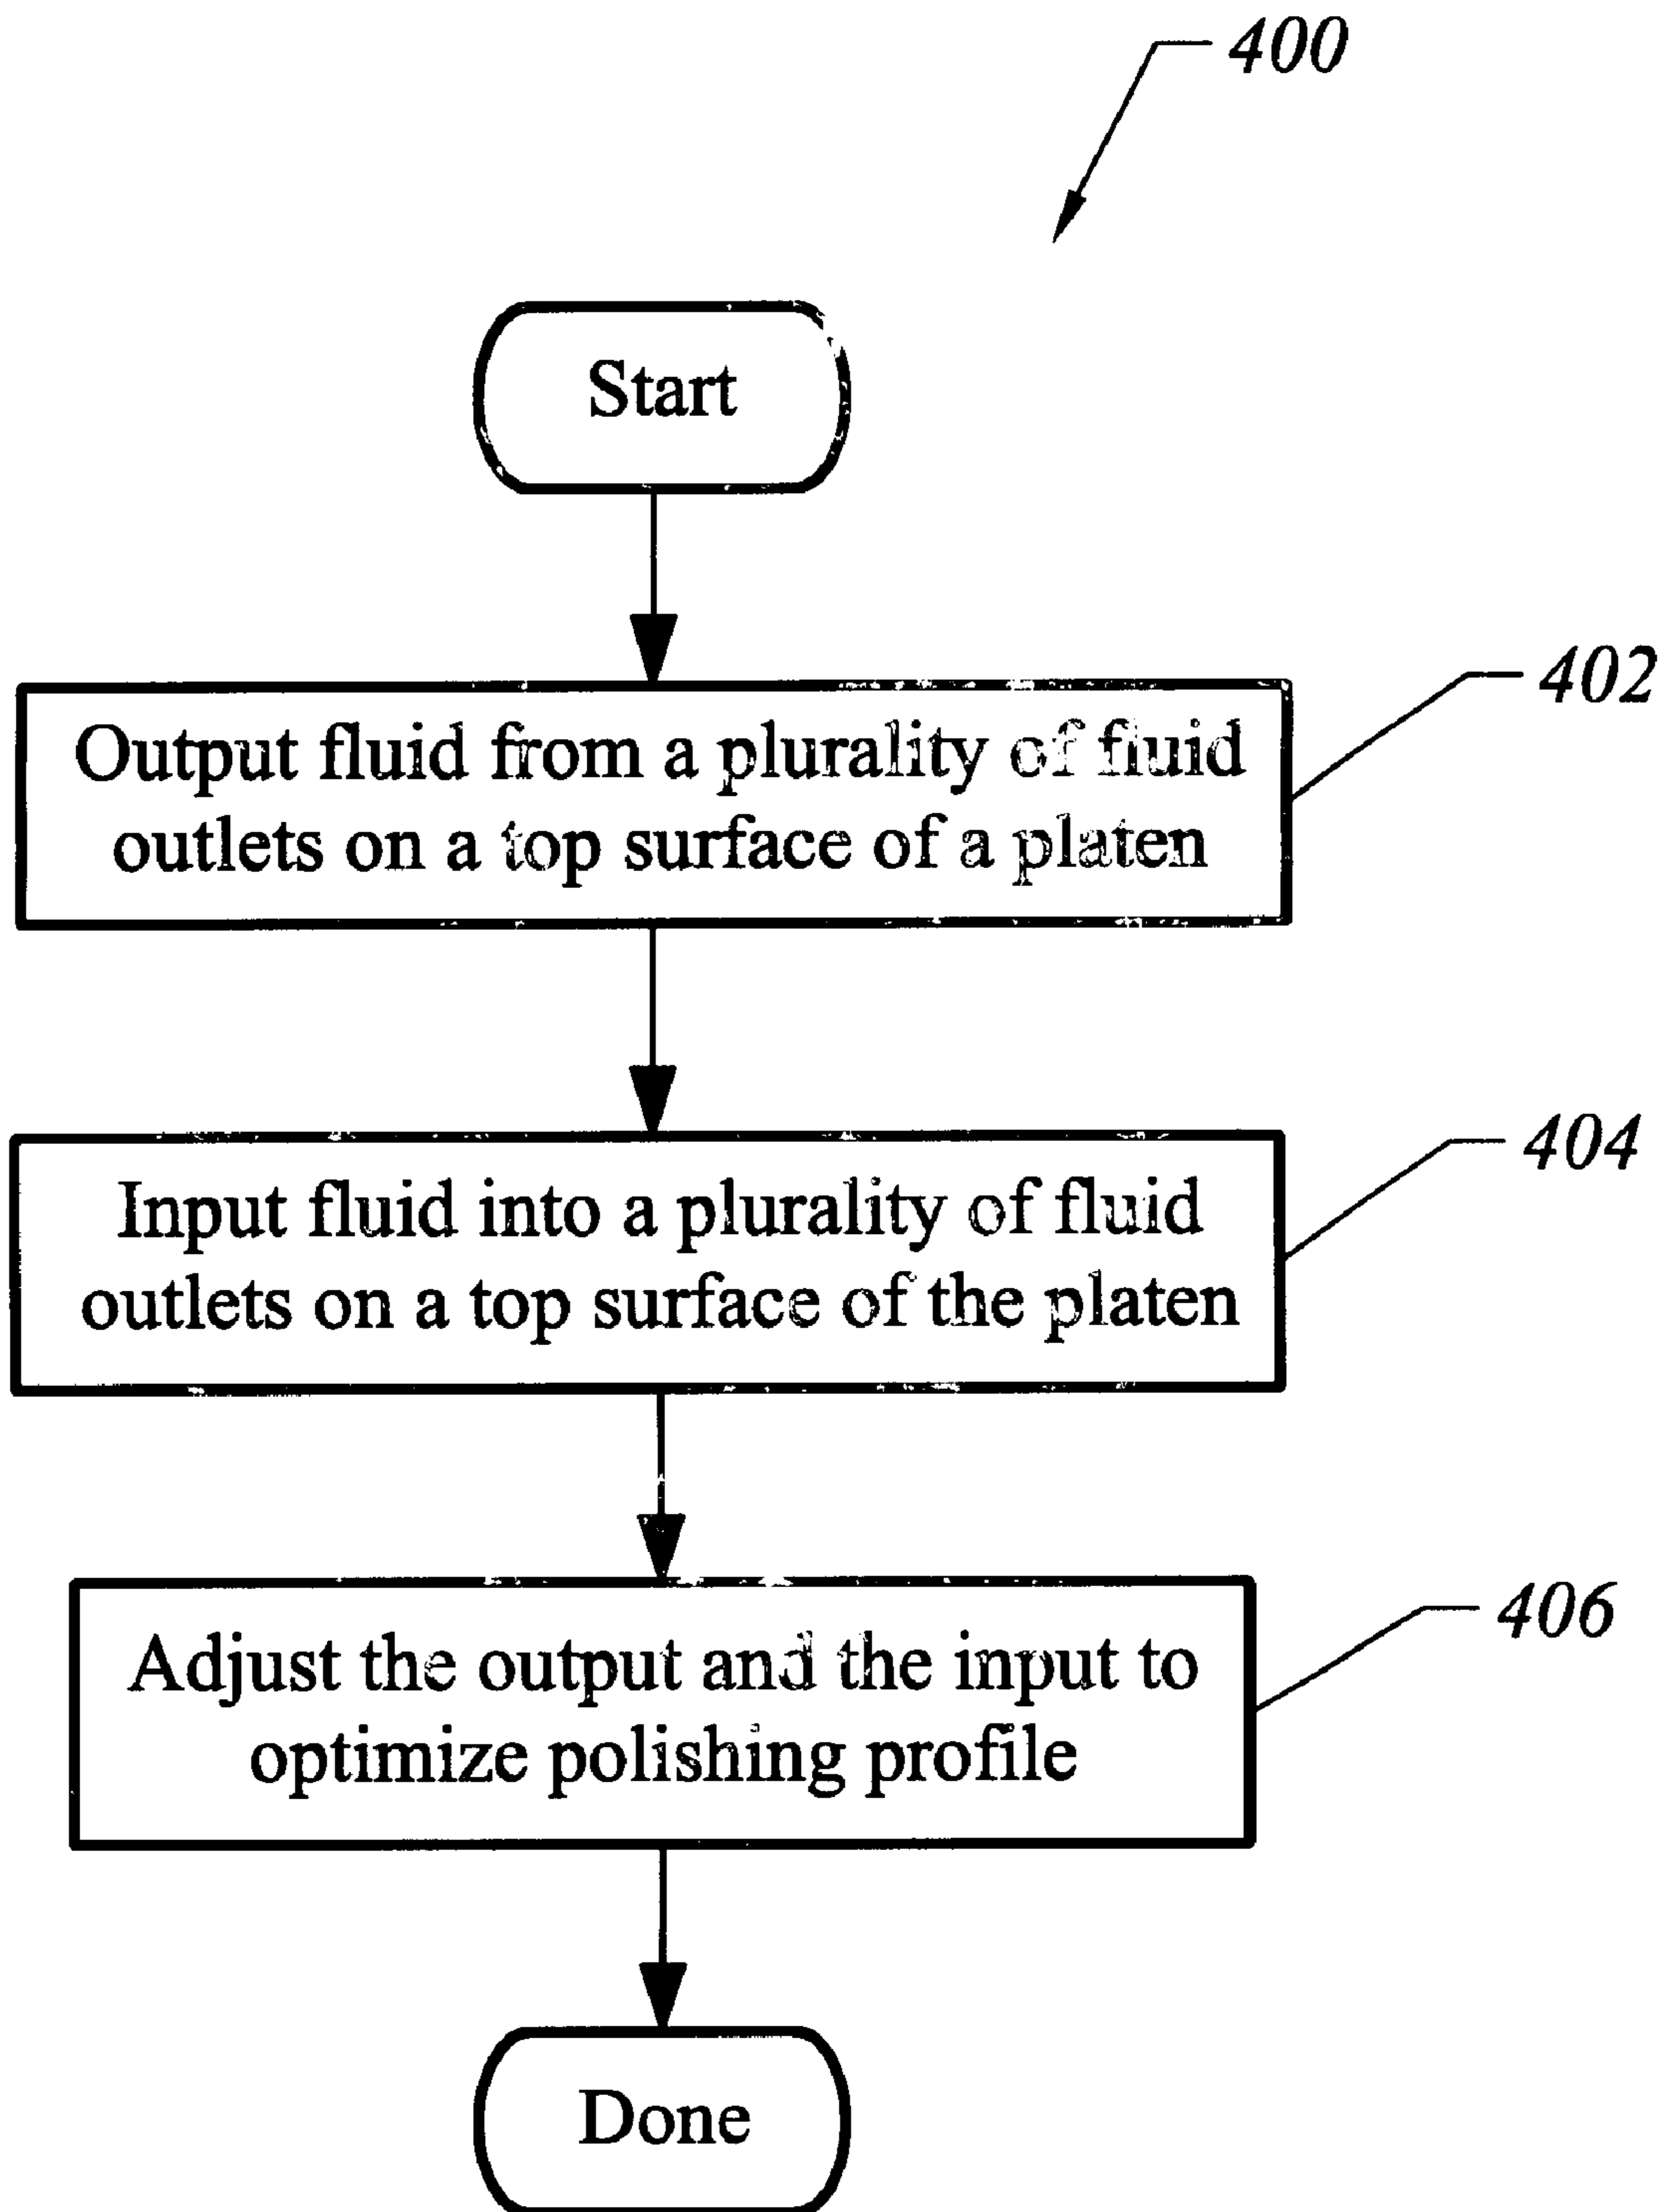 400
Start
402
Output fluid from a plurality of fluid
outlets on a top surface of a platen
404
Input fluid into a plurality of fluid
outlets on a top surface of the platen
406
Adjust the output and the input to
optimize polishing profile
Done